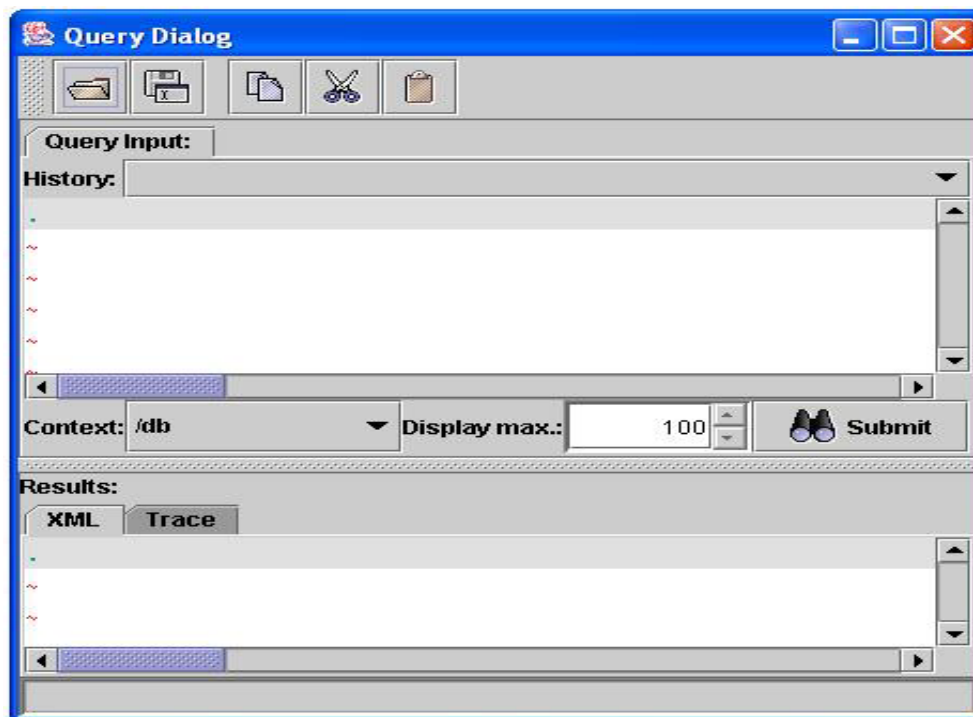 Query Dialog
Query Input:
History:
.
~
~
~
~
~
Context: /db Display max.: 100 Submit
Results:
XML Trace
.
~
~